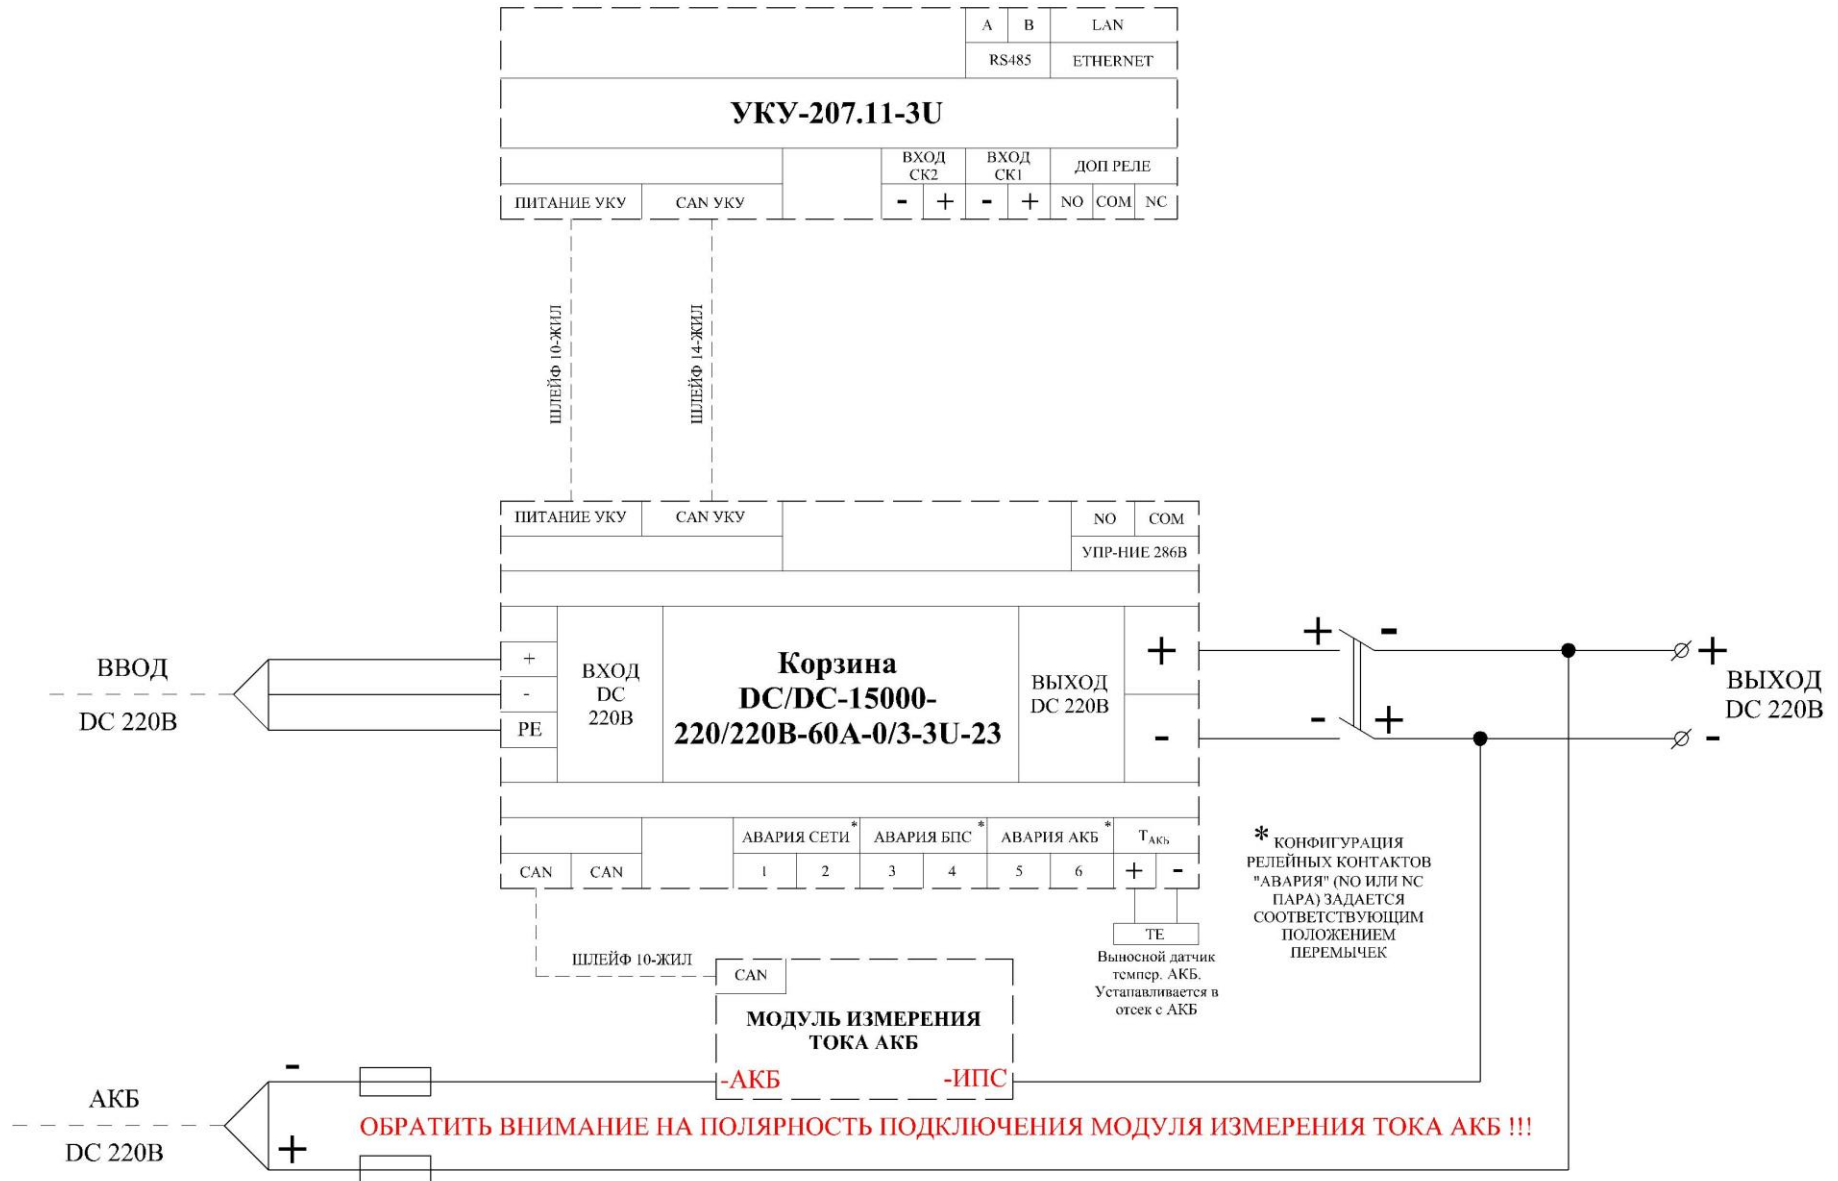 A B LAN
RS485 ETHERNET
УКУ-207.11-3U
ВХОД СК2 ВХОД СК1 ДОП РЕЛЕ
ПИТАНИЕ УКУ CAN УКУ - + - + NO COM NC
ШЛЕЙФ 10-ЖИЛ
ШЛЕЙФ 14-ЖИЛ
ПИТАНИЕ УКУ CAN УКУ NO COM
УПР-НИЕ 286В
ВВОД
DC 220В
+
-
PE
ВХОД
DC
220В
Корзина
DC/DC-15000-
220/220В-60А-0/3-3U-23
ВЫХОД
DC 220В
+
-
+ -
- +
+
-
ВЫХОД
DC 220В
АВАРИЯ СЕТИ* АВАРИЯ БПС* АВАРИЯ АКБ* TАКБ
CAN CAN 1 2 3 4 5 6 + -
* КОНФИГУРАЦИЯ
РЕЛЕЙНЫХ КОНТАКТОВ
"АВАРИЯ" (NO ИЛИ NC
ПАРА) ЗАДАЕТСЯ
СООТВЕТСТВУЮЩИМ
ПОЛОЖЕНИЕМ
ПЕРЕМЫЧЕК
TE
Выносной датчик
темпер. АКБ.
Устанавливается в
отсек с АКБ
ШЛЕЙФ 10-ЖИЛ
CAN
МОДУЛЬ ИЗМЕРЕНИЯ
ТОКА АКБ
-АКБ -ИПС
АКБ
DC 220В
-
+
ОБРАТИТЬ ВНИМАНИЕ НА ПОЛЯРНОСТЬ ПОДКЛЮЧЕНИЯ МОДУЛЯ ИЗМЕРЕНИЯ ТОКА АКБ !!!